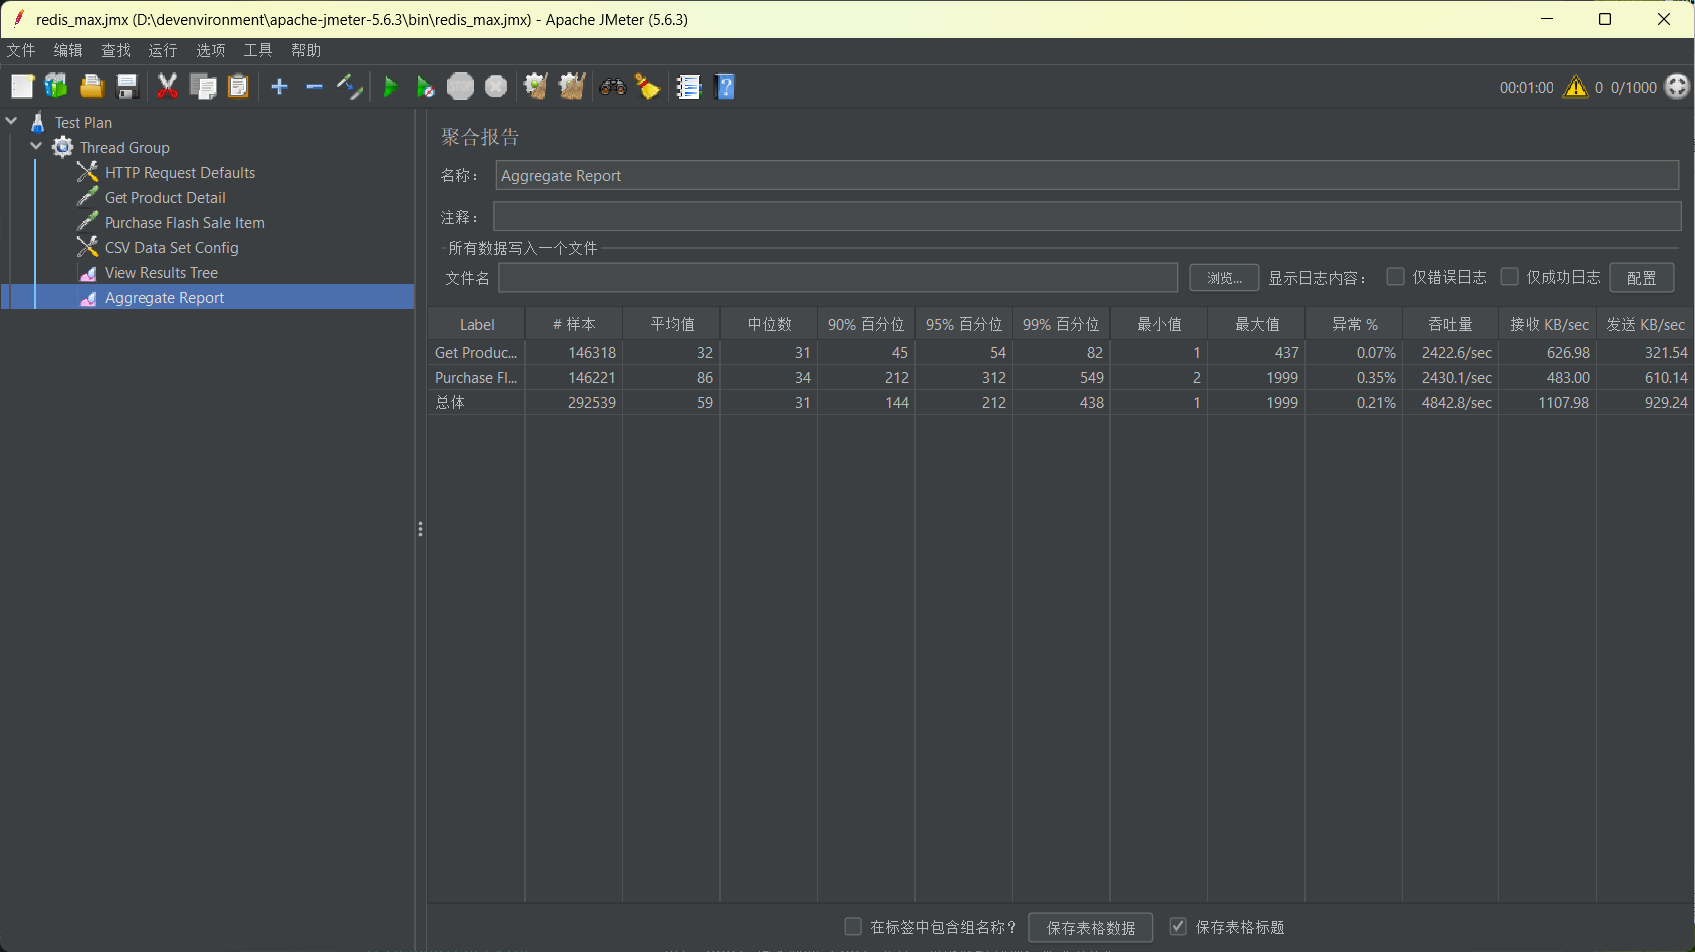 redis_max.jmx (D:\devenvironment\apache-jmeter-5.6.3\bin\redis_max.jmx) - Apache JMeter (5.6.3)
文件 编辑 查找 运行 选项 工具 帮助
STOP 00:01:00 0 0/1000
Test Plan
Thread Group
HTTP Request Defaults
Get Product Detail
Purchase Flash Sale Item
CSV Data Set Config
View Results Tree
Aggregate Report
聚合报告
名称： Aggregate Report
注释：
所有数据写入一个文件
文件名 浏览... 显示日志内容： 仅错误日志 仅成功日志 配置
Label # 样本 平均值 中位数 90% 百分位 95% 百分位 99% 百分位 最小值 最大值 异常 % 吞吐量 接收 KB/sec 发送 KB/sec
Get Produc... 146318 32 31 45 54 82 1 437 0.07% 2422.6/sec 626.98 321.54
Purchase Fl... 146221 86 34 212 312 549 2 1999 0.35% 2430.1/sec 483.00 610.14
总体 292539 59 31 144 212 438 1 1999 0.21% 4842.8/sec 1107.98 929.24
在标签中包含组名称？ 保存表格数据 保存表格标题